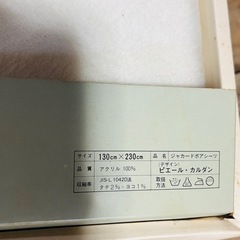 サイズ 130cm×230cm 品名 ジャカードボアシーツ
品質 アクリル 100% (デザイン) ピエール・カルダン
収縮率 JIS-L 1042G法 タテ2%・ヨコ1% 取扱方法